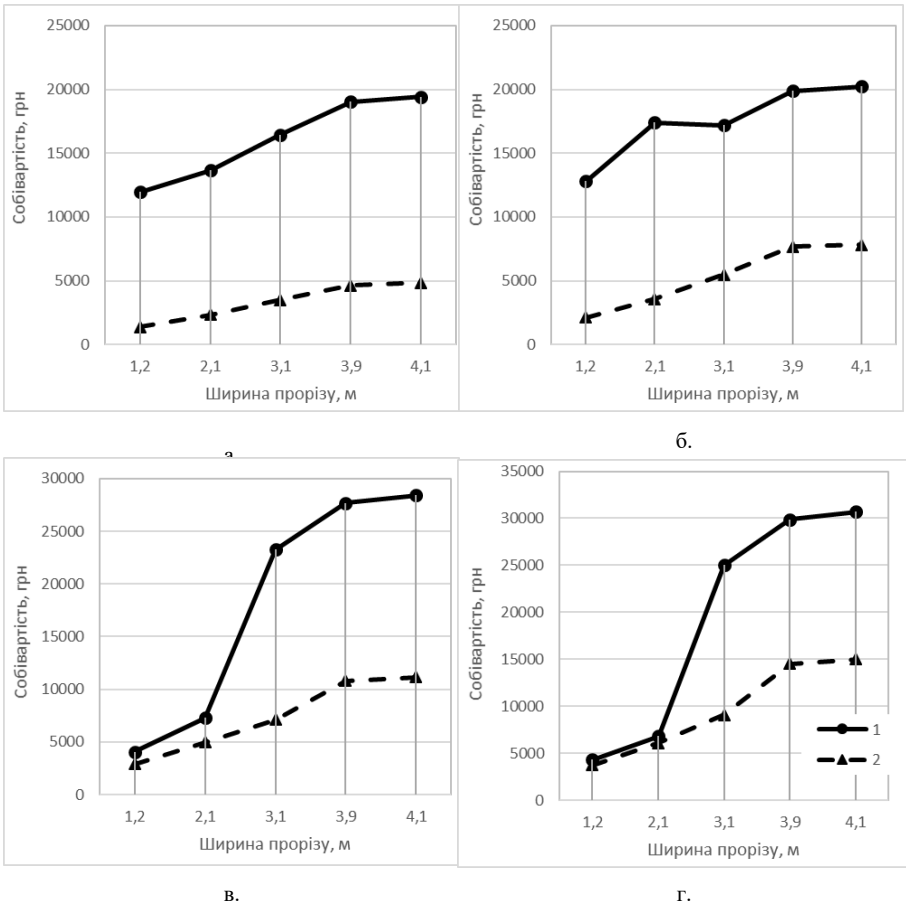 25000
20000
15000
10000
5000
0
Собівартість, грн
1,2 2,1 3,1 3,9 4,1
Ширина прорізу, м
а
25000
20000
15000
10000
5000
0
Собівартість, грн
1,2 2,1 3,1 3,9 4,1
Ширина прорізу, м
б.
30000
25000
20000
15000
10000
5000
0
Собівартість, грн
1,2 2,1 3,1 3,9 4,1
Ширина прорізу, м
в.
35000
30000
25000
20000
15000
10000
5000
0
Собівартість, грн
1,2 2,1 3,1 3,9 4,1
Ширина прорізу, м
1
2
г.